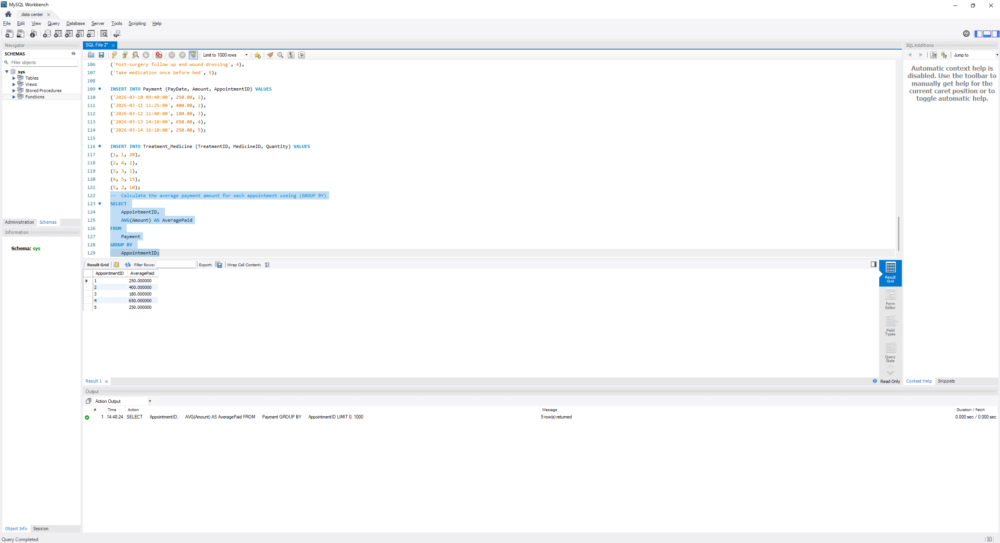 MySQL Workbench
data center
File Edit View Query Database Server Tools Scripting Help
Navigator
SCHEMAS
Filter objects
sys
Tables
Views
Stored Procedures
Functions
Administration Schemas
Information
Schema: sys
Object Info Session
SQL File 2*
Limit to 1000 rows
106 ('Post-surgery follow up and wound dressing', 4),
107 ('Take medication once before bed', 5);
108
109 INSERT INTO Payment (PayDate, Amount, AppointmentID) VALUES
110 ('2026-03-10 09:40:00', 250.00, 1),
111 ('2026-03-11 11:25:00', 400.00, 2),
112 ('2026-03-12 11:40:00', 180.00, 3),
113 ('2026-03-13 14:10:00', 650.00, 4),
114 ('2026-03-14 16:10:00', 250.00, 5);
115
116 INSERT INTO Treatment_Medicine (TreatmentID, MedicineID, Quantity) VALUES
117 (1, 1, 20),
118 (2, 4, 2),
119 (3, 3, 1),
120 (4, 5, 15),
121 (5, 2, 10);
122 -- Calculate the average payment amount for each appointment useing (GROUP BY)
123 SELECT
124 AppointmentID,
125 AVG(Amount) AS AveragePaid
126 FROM
127 Payment
128 GROUP BY
129 AppointmentID;
Result Grid Filter Rows: Export: Wrap Cell Content:
AppointmentID AveragePaid
1 250.000000
2 400.000000
3 180.000000
4 650.000000
5 250.000000
Result
Grid
Form
Editor
Field
Types
Query
Stats
Result 1
Read Only
SQLAdditions
Jump to
Automatic context help is
disabled. Use the toolbar to
manually get help for the
current caret position or to
toggle automatic help.
Context Help Snippets
Output
Action Output
# Time Action Message Duration / Fetch
1 14:48:24 SELECT AppointmentID, AVG(Amount) AS AveragePaid FROM Payment GROUP BY AppointmentID LIMIT 0, 1000 5 row(s) returned 0.000 sec / 0.000 sec
Query Completed